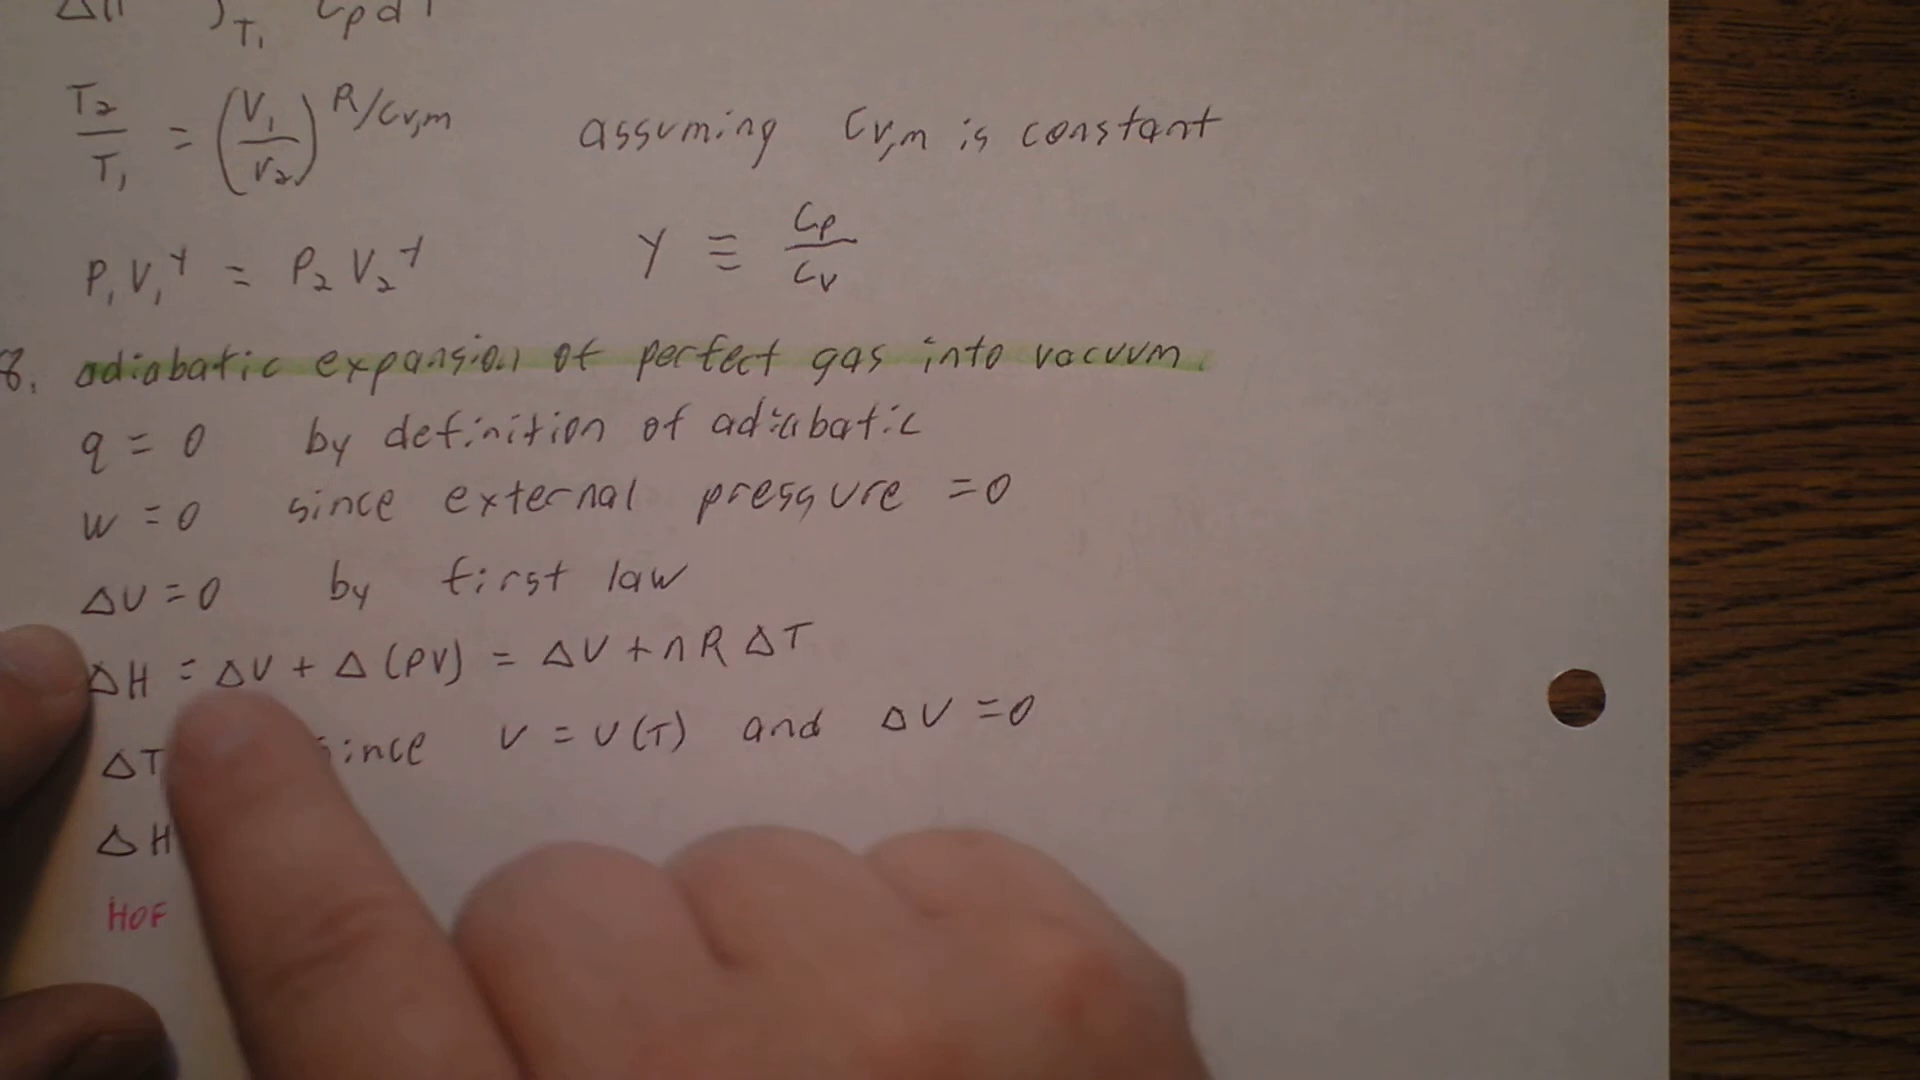 ΔH ∫T₁ CpdT
T₂/T₁ = (V₁/V₂)^R/Cv,m assuming Cv,m is constant
P₁V₁^γ = P₂V₂^γ γ ≡ Cp/Cv
8. adiabatic expansion of perfect gas into vacuum.
q = 0 by definition of adiabatic
w = 0 since external pressure = 0
ΔU = 0 by first law
ΔH = ΔU + Δ(PV) = ΔU + nRΔT
ΔT since U = U(T) and ΔU = 0
ΔH
HOF